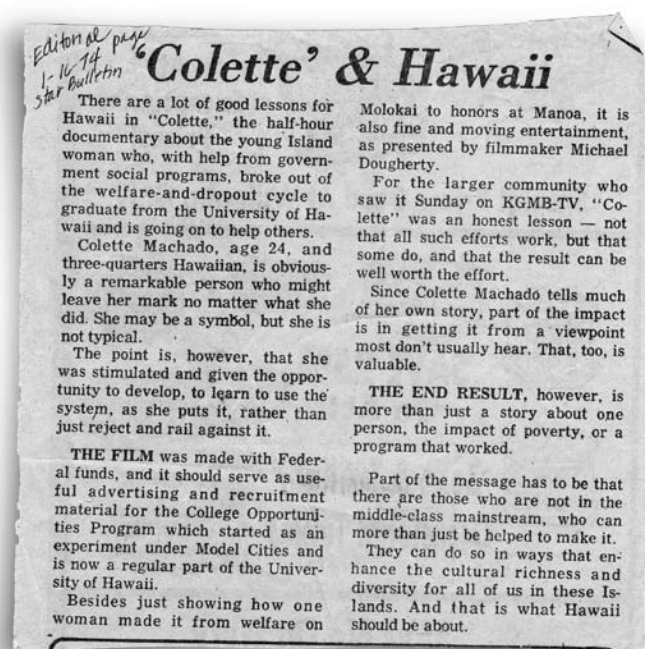 Editorial page
1-16-74
Star Bulletin
'Colette' & Hawaii
There are a lot of good lessons for
Hawaii in "Colette," the half-hour
documentary about the young Island
woman who, with help from govern-
ment social programs, broke out of
the welfare-and-dropout cycle to
graduate from the University of Ha-
waii and is going on to help others.
Colette Machado, age 24, and
three-quarters Hawaiian, is obvious-
ly a remarkable person who might
leave her mark no matter what she
did. She may be a symbol, but she is
not typical.
The point is, however, that she
was stimulated and given the oppor-
tunity to develop, to learn to use the
system, as she puts it, rather than
just reject and rail against it.
THE FILM was made with Feder-
al funds, and it should serve as use-
ful advertising and recruitment
material for the College Opportuni-
ties Program which started as an
experiment under Model Cities and
is now a regular part of the Univer-
sity of Hawaii.
Besides just showing how one
woman made it from welfare on
Molokai to honors at Manoa, it is
also fine and moving entertainment,
as presented by filmmaker Michael
Dougherty.
For the larger community who
saw it Sunday on KGMB-TV, "Co-
lette" was an honest lesson — not
that all such efforts work, but that
some do, and that the result can be
well worth the effort.
Since Colette Machado tells much
of her own story, part of the impact
is in getting it from a viewpoint
most don't usually hear. That, too, is
valuable.
THE END RESULT, however, is
more than just a story about one
person, the impact of poverty, or a
program that worked.
Part of the message has to be that
there are those who are not in the
middle-class mainstream, who can
more than just be helped to make it.
They can do so in ways that en-
hance the cultural richness and
diversity for all of us in these Is-
lands. And that is what Hawaii
should be about.